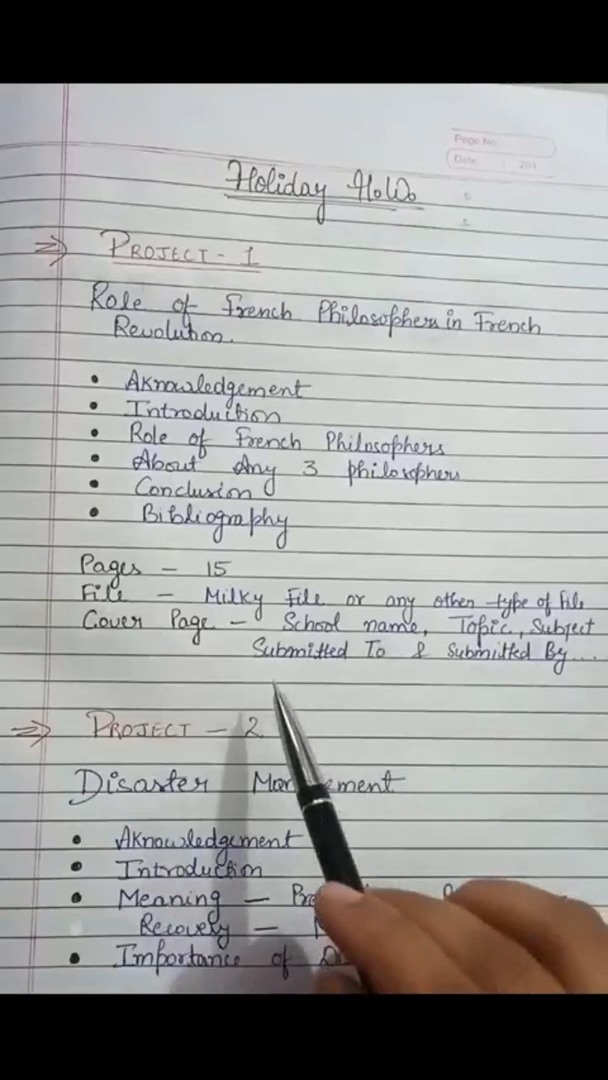 Page No.
Date 201
Holiday H.W.
⇒ PROJECT - 1
Role of French Philosophers in French
Revolution.
• Aknowledgement
• Introduction
• Role of French Philosophers
• About Any 3 philosophers
• Conclusion
• Bibliography
Pages - 15
File - Milky File or any other type of File
Cover Page - School name, Topic, Subject
Submitted To & Submitted By...
⇒ PROJECT - 2
Disaster Management
• Aknowledgement
• Introduction
• Meaning -
Recovery -
• Importance of